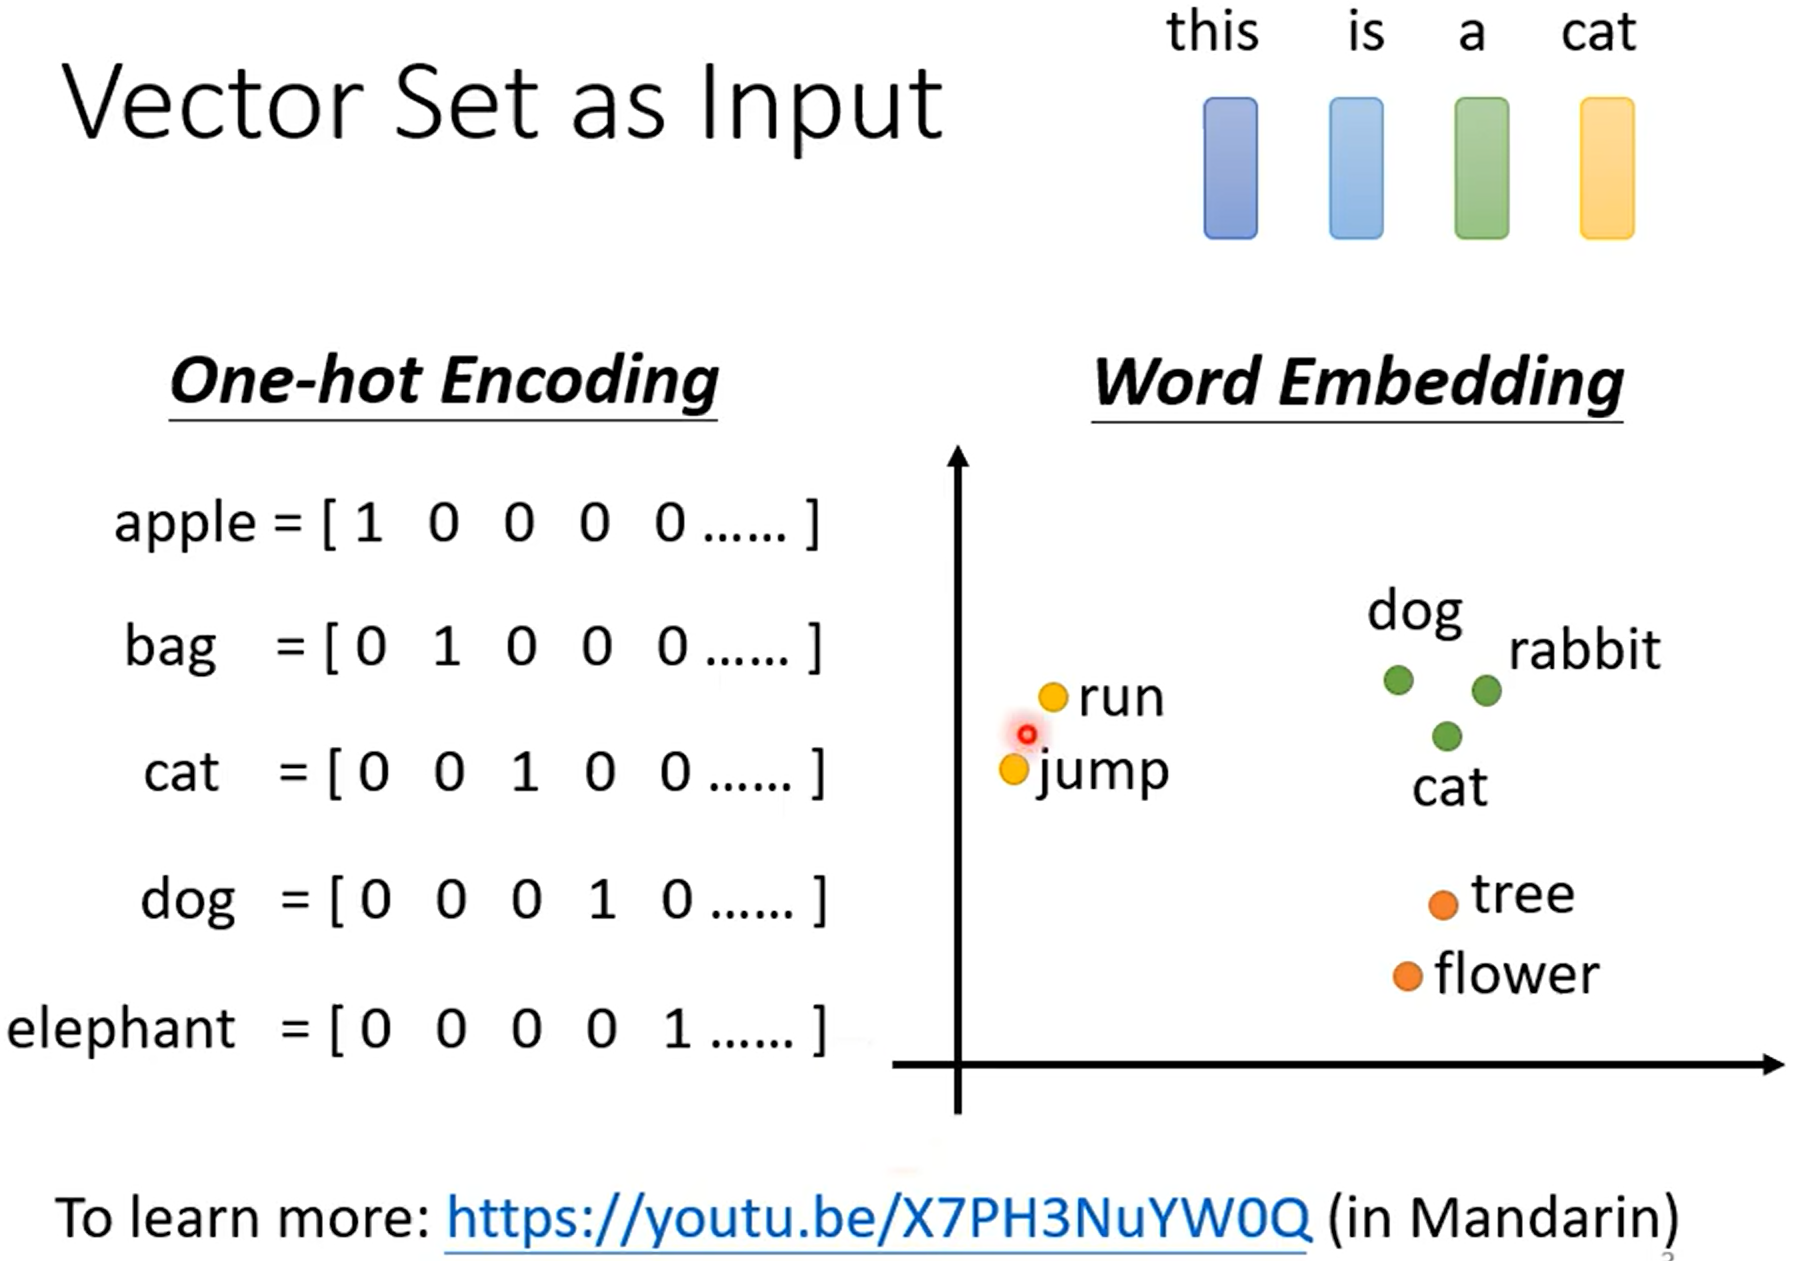 this is a cat
Vector Set as Input
One-hot Encoding
apple = [ 1 0 0 0 0 …… ]
bag = [ 0 1 0 0 0 …… ]
cat = [ 0 0 1 0 0 …… ]
dog = [ 0 0 0 1 0 …… ]
elephant = [ 0 0 0 0 1 …… ]
Word Embedding
dog
rabbit
run
jump
cat
tree
flower
To learn more: https://youtu.be/X7PH3NuYW0Q (in Mandarin)